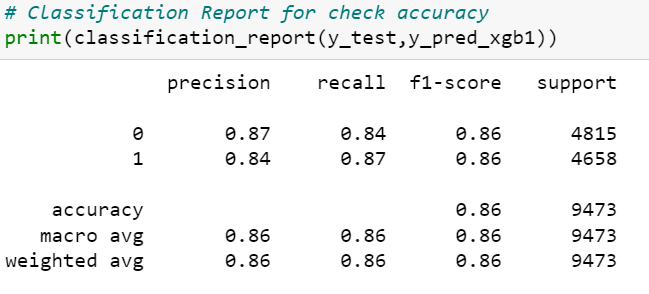 # Classification Report for check accuracy
print(classification_report(y_test,y_pred_xgb1))
precision recall f1-score support
0 0.87 0.84 0.86 4815
1 0.84 0.87 0.86 4658
accuracy 0.86 9473
macro avg 0.86 0.86 0.86 9473
weighted avg 0.86 0.86 0.86 9473